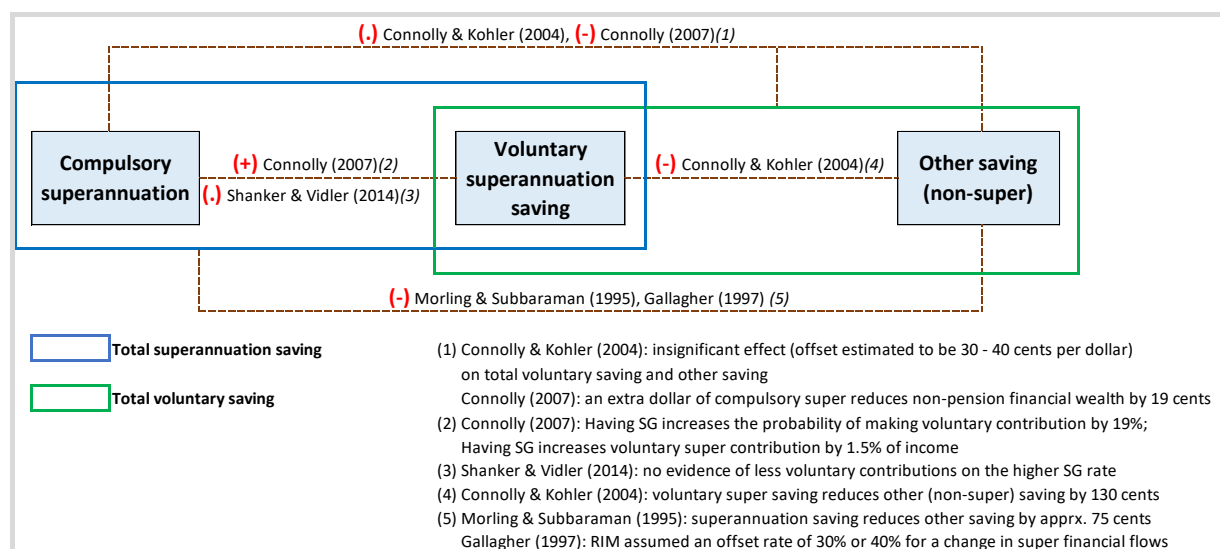 (.) Connolly & Kohler (2004), (-) Connolly (2007)(1)
Compulsory
superannuation
(+) Connolly (2007)(2)
(.) Shanker & Vidler (2014)(3)
Voluntary
superannuation
saving
(-) Connolly & Kohler (2004)(4)
Other saving
(non-super)
(-) Morling & Subbaraman (1995), Gallagher (1997) (5)
Total superannuation saving
Total voluntary saving
(1) Connolly & Kohler (2004): insignificant effect (offset estimated to be 30 - 40 cents per dollar)
on total voluntary saving and other saving
Connolly (2007): an extra dollar of compulsory super reduces non-pension financial wealth by 19 cents
(2) Connolly (2007): Having SG increases the probability of making voluntary contribution by 19%;
Having SG increases voluntary super contribution by 1.5% of income
(3) Shanker & Vidler (2014): no evidence of less voluntary contributions on the higher SG rate
(4) Connolly & Kohler (2004): voluntary super saving reduces other (non-super) saving by 130 cents
(5) Morling & Subbaraman (1995): superannuation saving reduces other saving by apprx. 75 cents
Gallagher (1997): RIM assumed an offset rate of 30% or 40% for a change in super financial flows